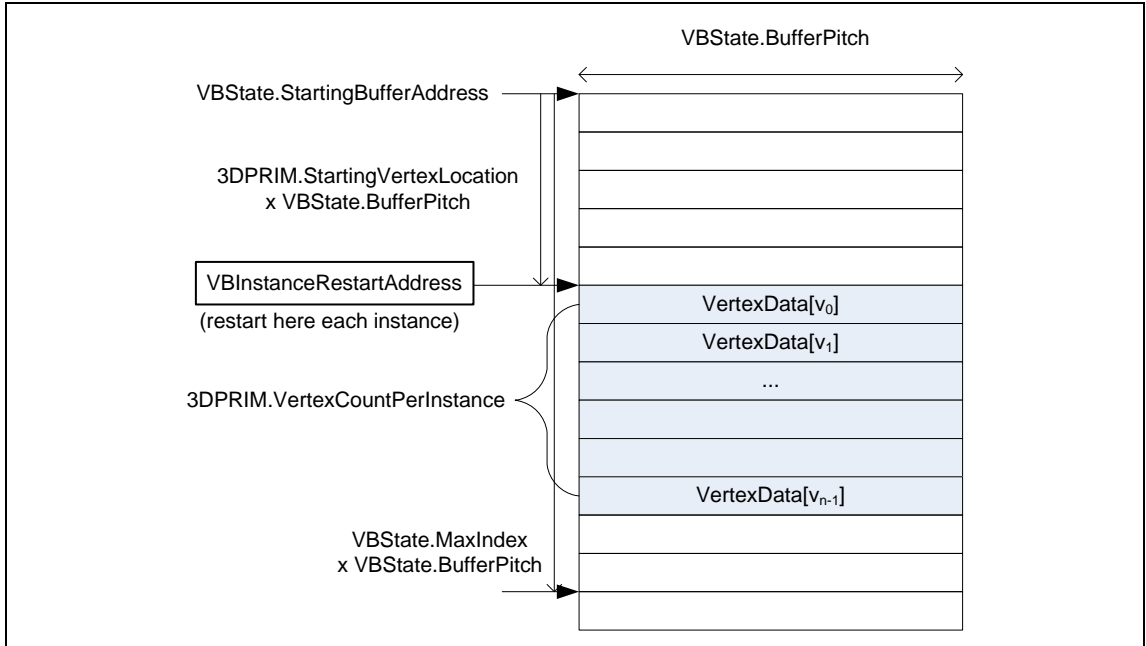 VBState.BufferPitch
VBState.StartingBufferAddress
3DPRIM.StartingVertexLocation
x VBState.BufferPitch
VBInstanceRestartAddress
(restart here each instance)
VertexData[v₀]
VertexData[v₁]
...
3DPRIM.VertexCountPerInstance
VertexData[vₙ₋₁]
VBState.MaxIndex
x VBState.BufferPitch